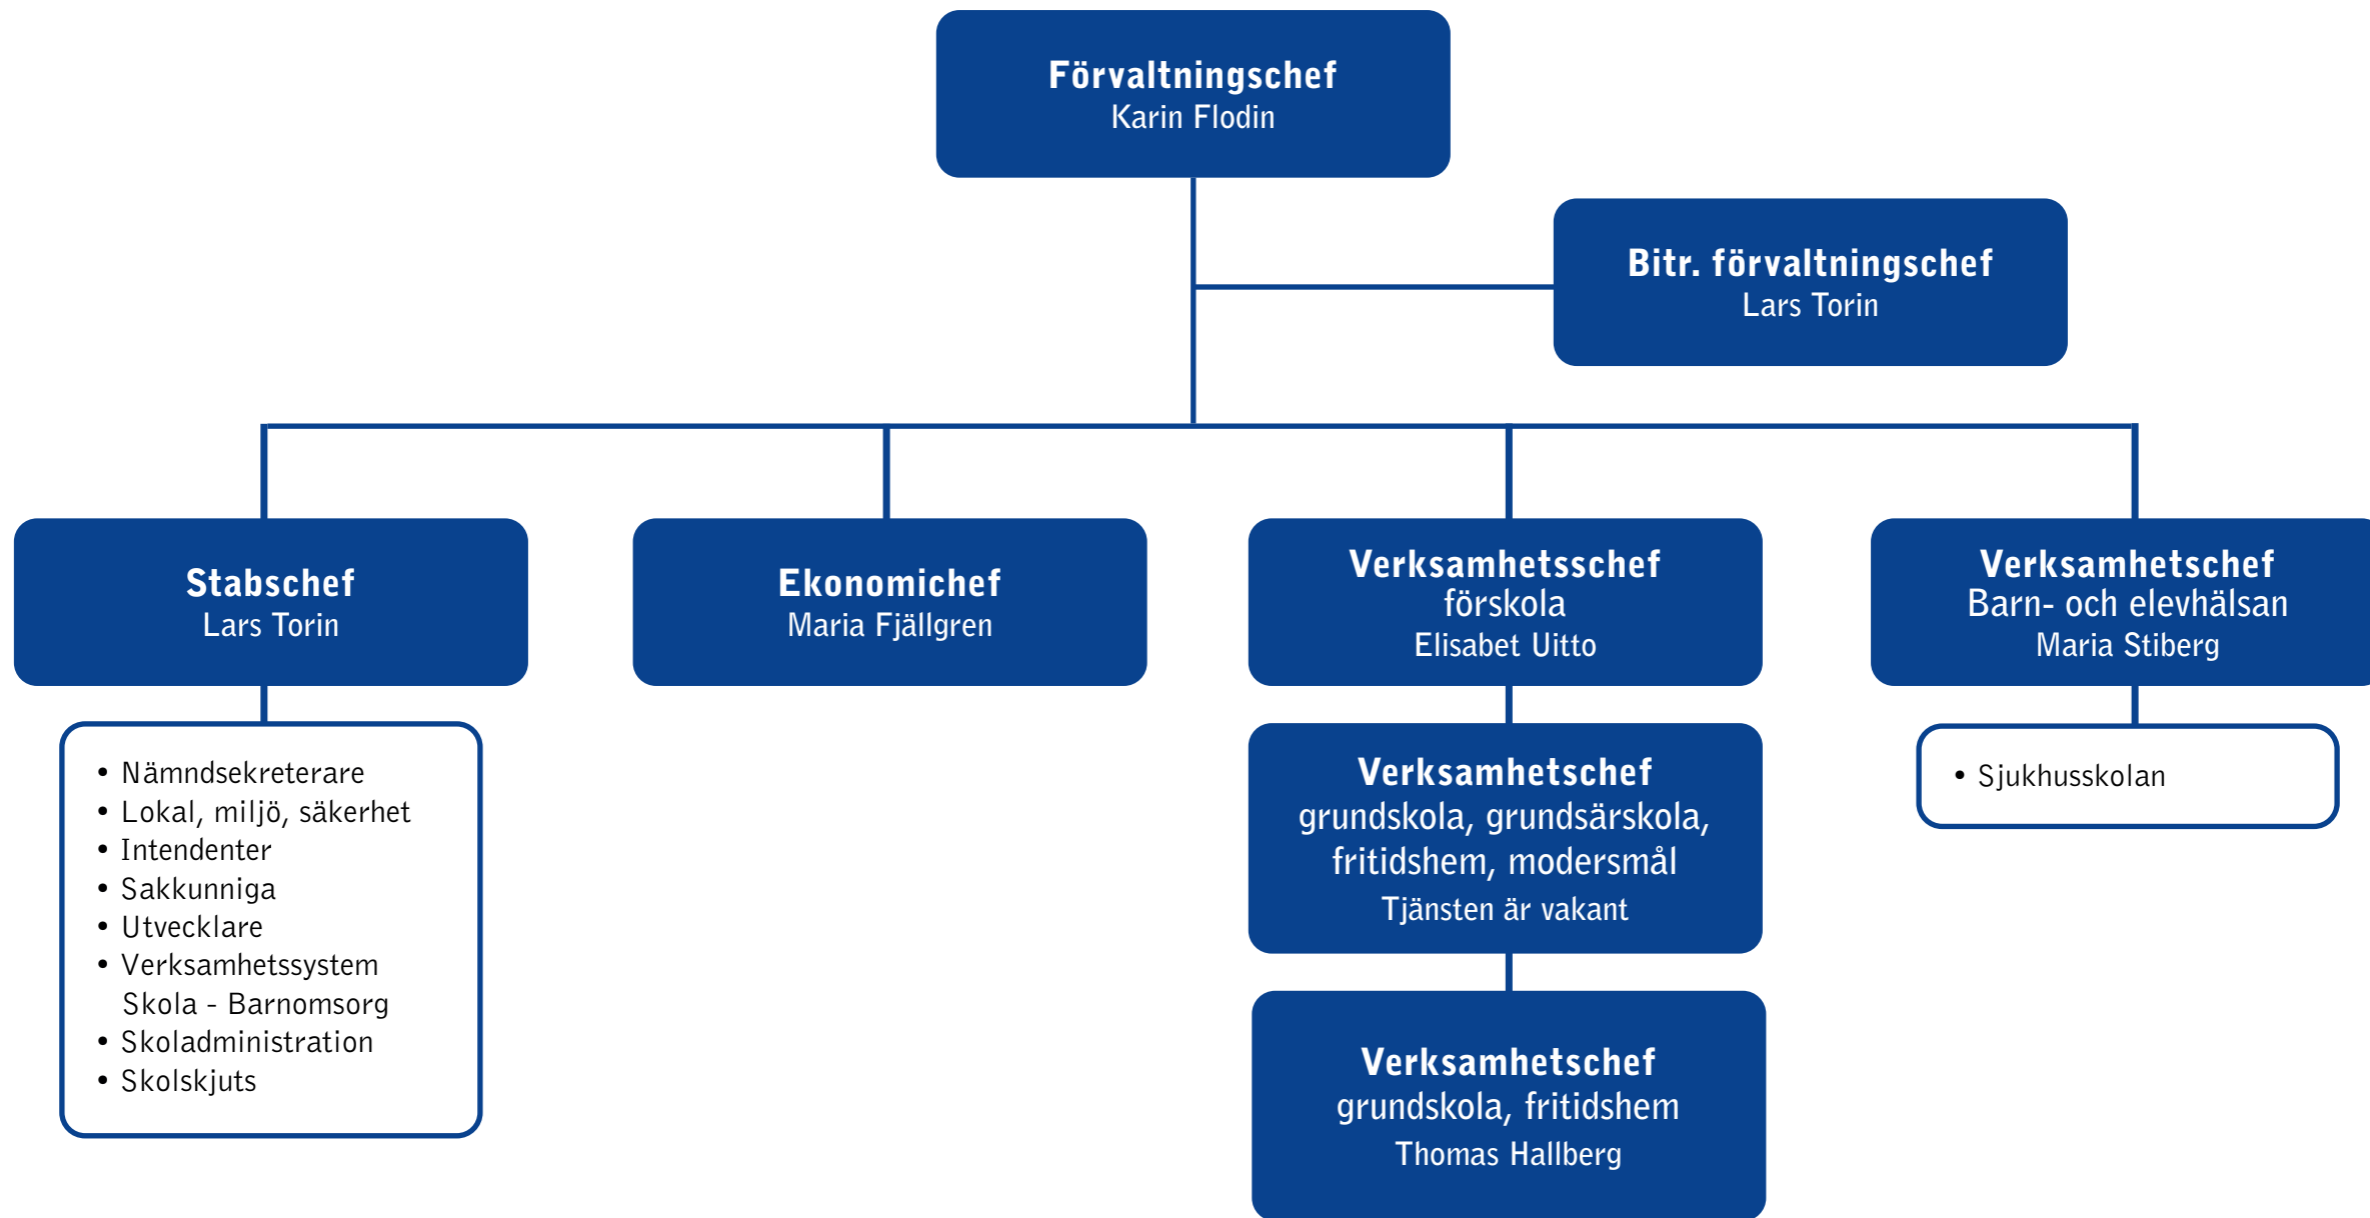 Förvaltningschef
Karin Flodin
Bitr. förvaltningschef
Lars Torin
Stabschef
Lars Torin
• Nämndsekreterare
• Lokal, miljö, säkerhet
• Intendenter
• Sakkunniga
• Utvecklare
• Verksamhetssystem
Skola - Barnomsorg
• Skoladministration
• Skolskjuts
Ekonomichef
Maria Fjällgren
Verksamhetsschef
förskola
Elisabet Uitto
Verksamhetschef
grundskola, grundsärskola,
fritidshem, modersmål
Tjänsten är vakant
Verksamhetschef
grundskola, fritidshem
Thomas Hallberg
Verksamhetschef
Barn- och elevhälsan
Maria Stiberg
• Sjukhusskolan